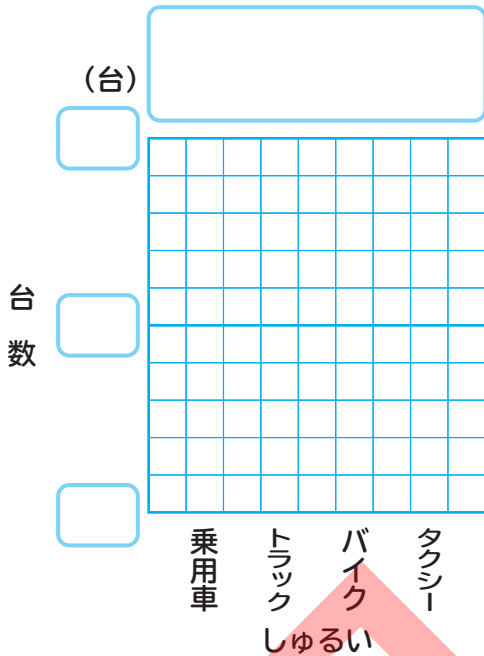 (台)
台数
乗用車
トラック
バイク
タクシー
しゅるい